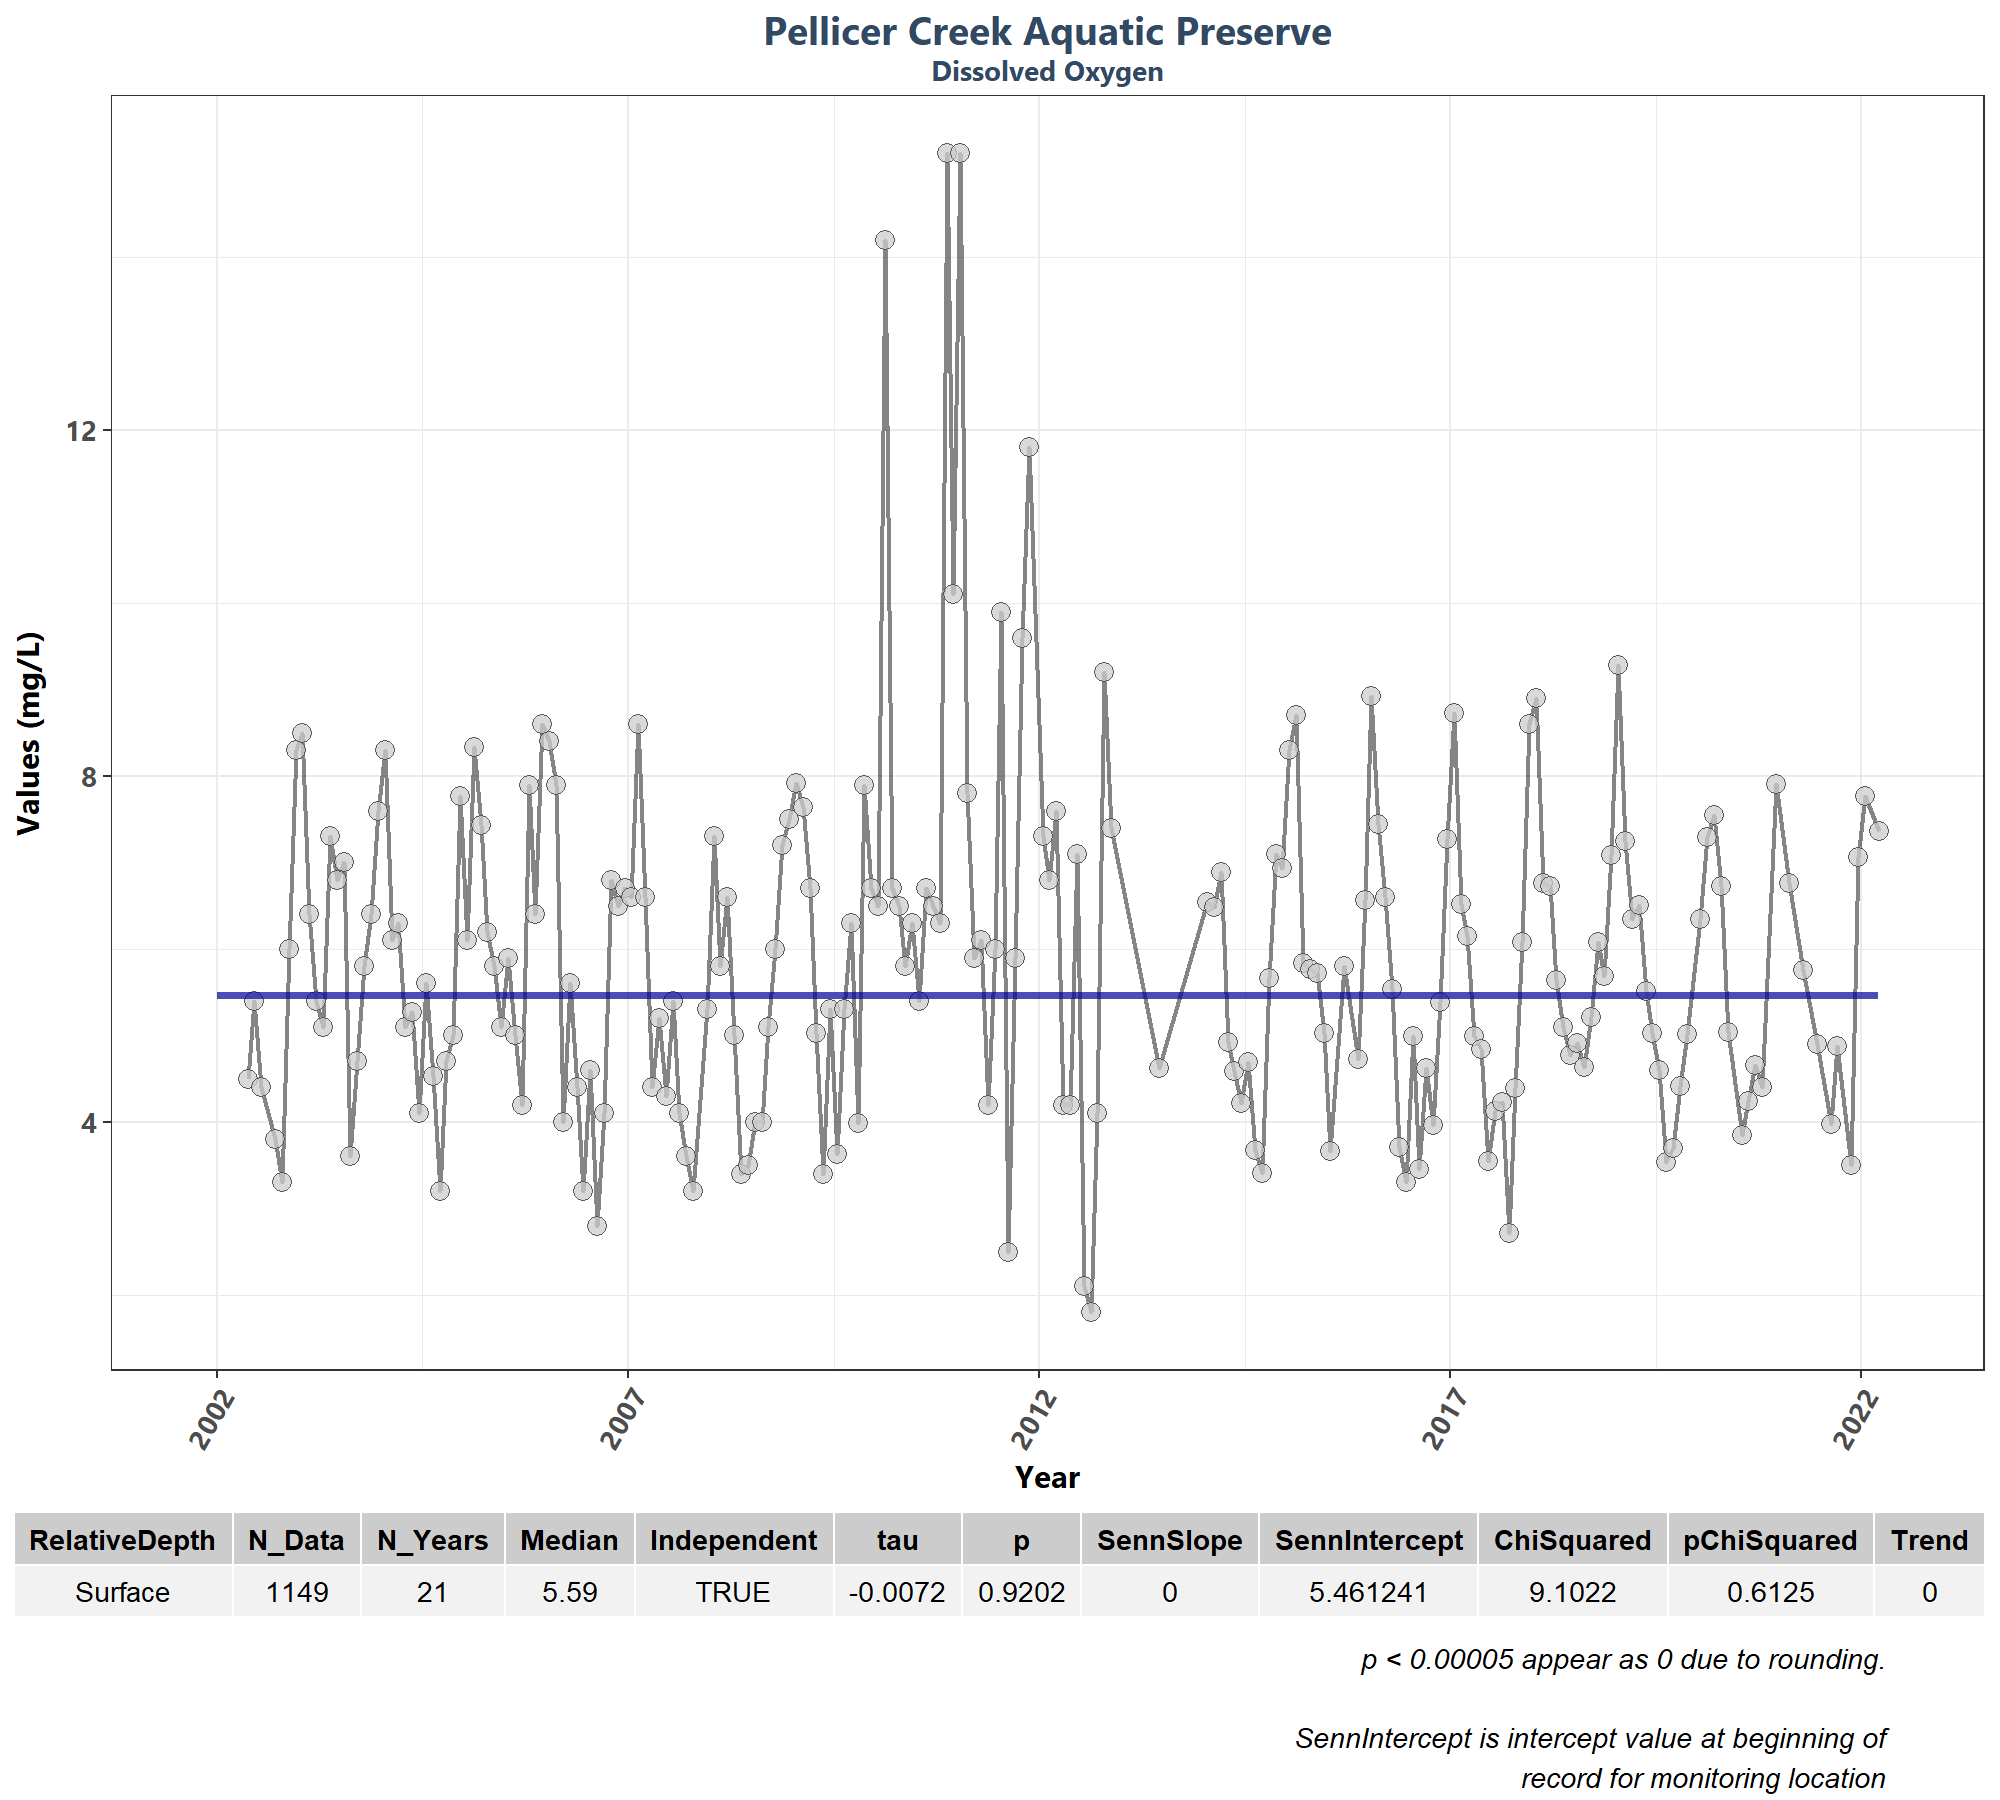 Pellicer Creek Aquatic Preserve
Dissolved Oxygen
Values (mg/L)
12
8
4
2002
2007
2012
2017
2022
Year
RelativeDepth N_Data N_Years Median Independent tau p SennSlope SennIntercept ChiSquared pChiSquared Trend
Surface 1149 21 5.59 TRUE -0.0072 0.9202 0 5.461241 9.1022 0.6125 0
p < 0.00005 appear as 0 due to rounding.
SennIntercept is intercept value at beginning of
record for monitoring location